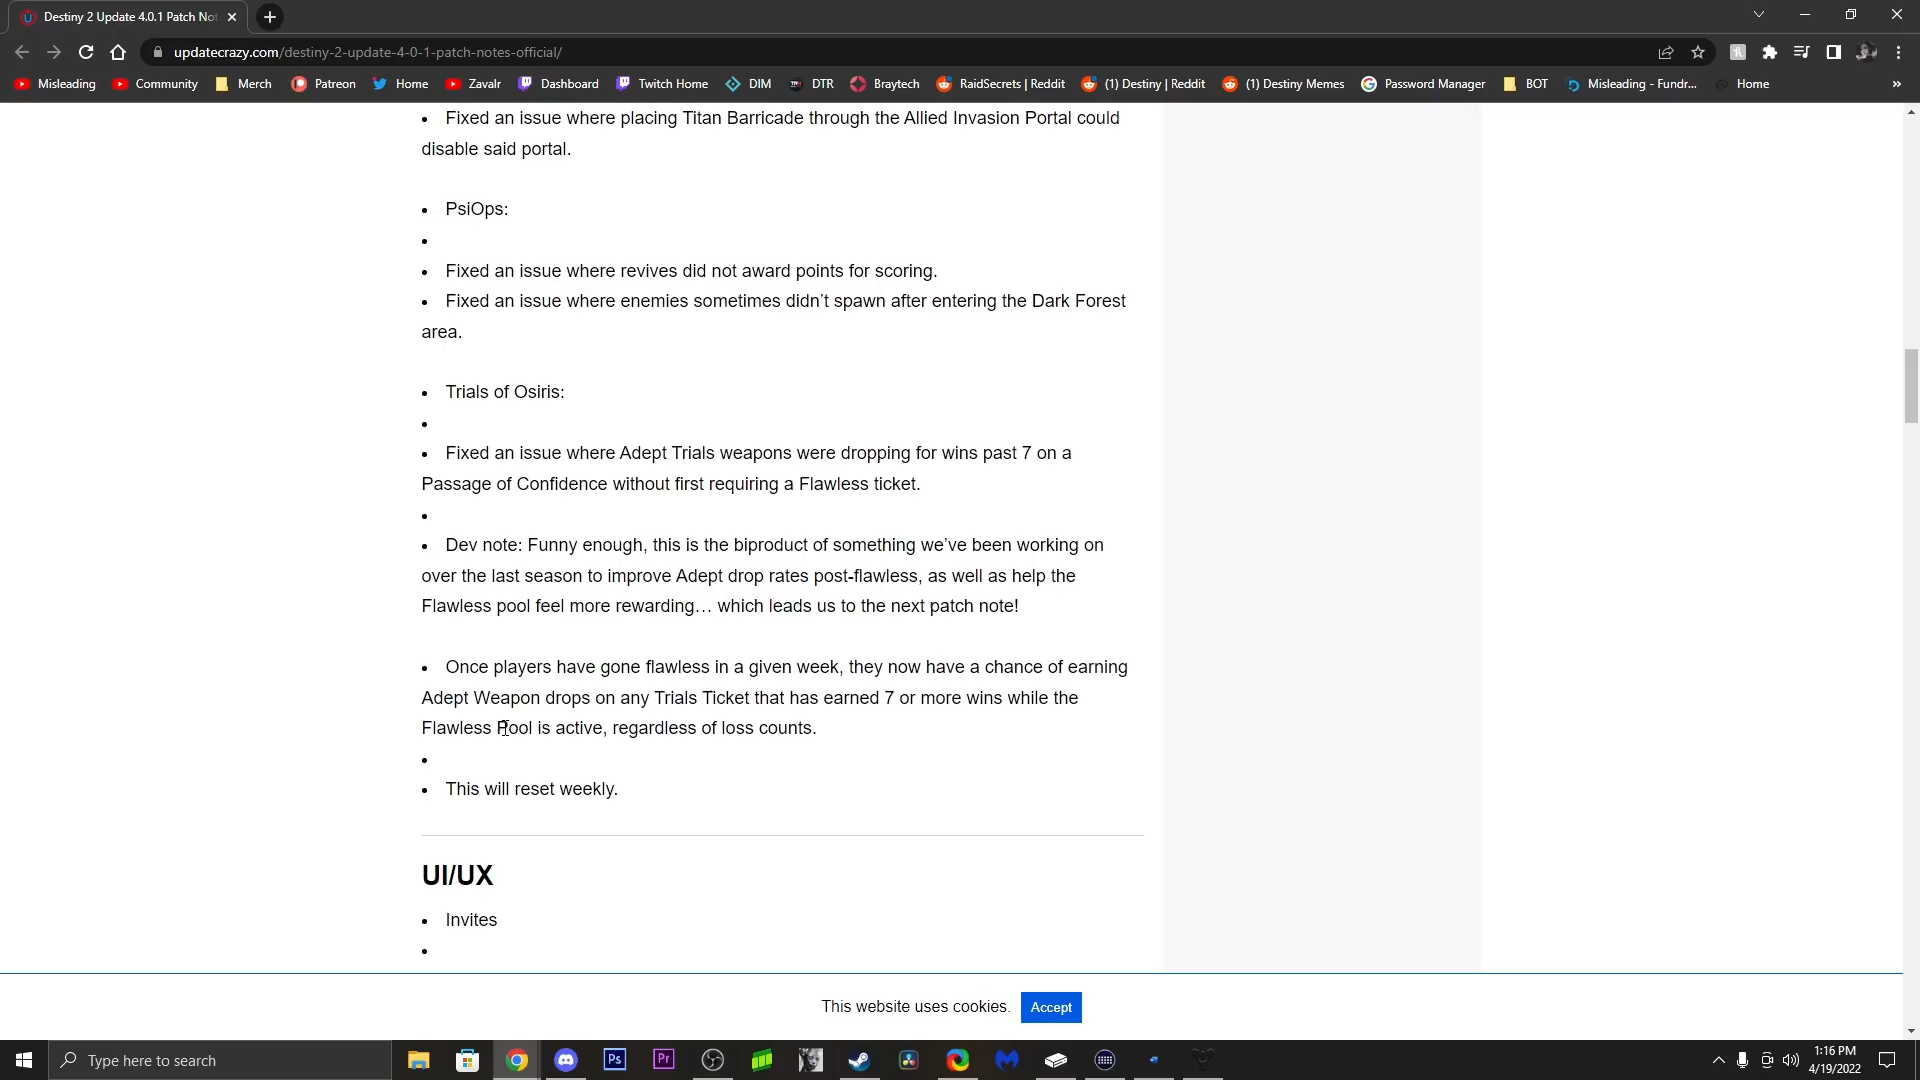 Destiny 2 Update 4.0.1 Patch Not
updatecrazy.com/destiny-2-update-4-0-1-patch-notes-official/
Misleading Community Merch Patreon Home Zavalr Dashboard Twitch Home DIM DTR Braytech RaidSecrets | Reddit (1) Destiny | Reddit (1) Destiny Memes Password Manager BOT Misleading - Fundr... Home »
• Fixed an issue where placing Titan Barricade through the Allied Invasion Portal could
disable said portal.
• PsiOps:
•
• Fixed an issue where revives did not award points for scoring.
• Fixed an issue where enemies sometimes didn’t spawn after entering the Dark Forest
area.
• Trials of Osiris:
•
• Fixed an issue where Adept Trials weapons were dropping for wins past 7 on a
Passage of Confidence without first requiring a Flawless ticket.
•
• Dev note: Funny enough, this is the biproduct of something we’ve been working on
over the last season to improve Adept drop rates post-flawless, as well as help the
Flawless pool feel more rewarding… which leads us to the next patch note!
• Once players have gone flawless in a given week, they now have a chance of earning
Adept Weapon drops on any Trials Ticket that has earned 7 or more wins while the
Flawless Pool is active, regardless of loss counts.
•
• This will reset weekly.
UI/UX
• Invites
•
This website uses cookies. Accept
Type here to search
Ps
Pr
1:16 PM
4/19/2022